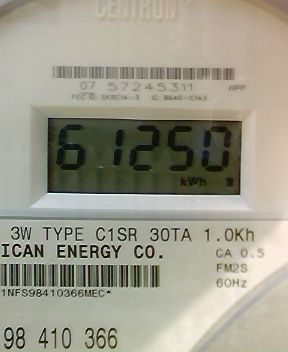 CENTRON®
07 57245311 HPP
61250
kWh
3W TYPE C1SR 30TA 1.0Kh
ICAN ENERGY CO. CA 0.5
FM2S
60Hz
1NFS98410366MEC*
98 410 366